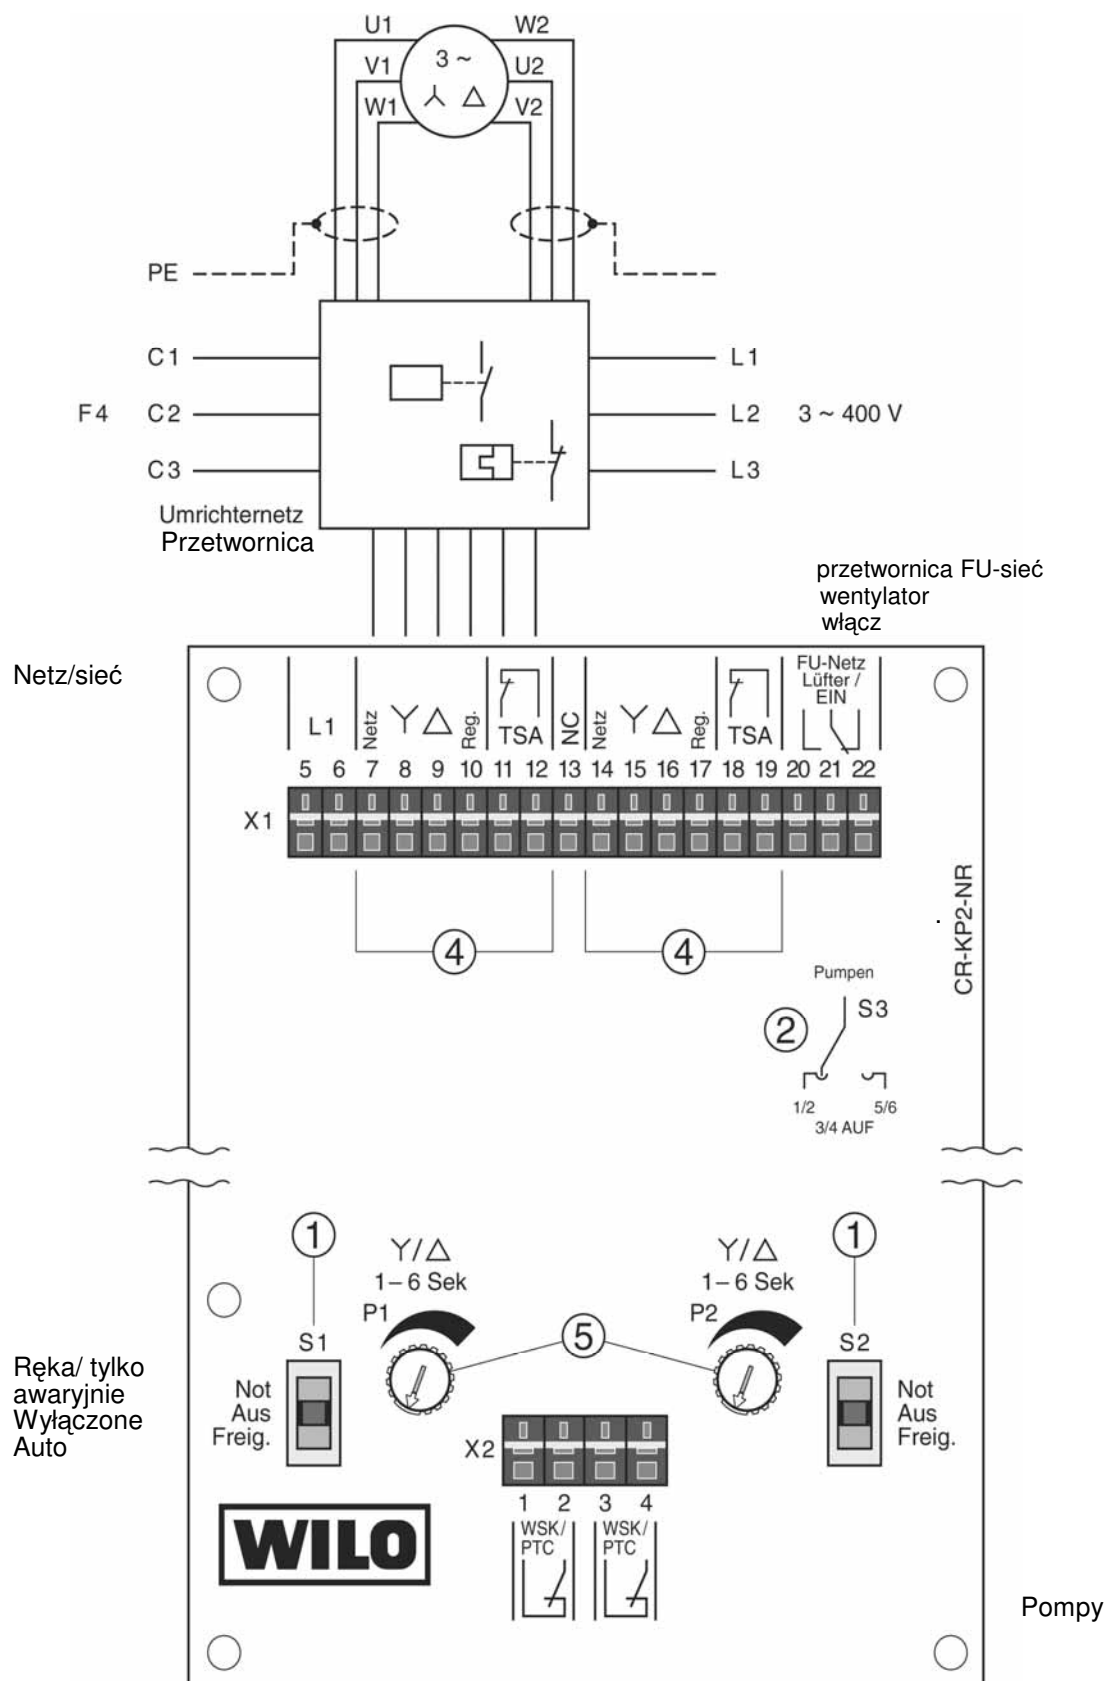 U1 W2
V1 3 ~ U2
W1 V2
PE
C1 L1
F4 C2 L2 3 ~ 400 V
C3 L3
Umrichternetz
Przetwornica
przetwornica FU-sieć
wentylator
włącz
Netz/sieć
L1 Netz Reg. TSA NC Netz Reg. TSA
FU-Netz
Lüfter /
EIN
5 6 7 8 9 10 11 12 13 14 15 16 17 18 19 20 21 22
X1
4 4
CR-KP2-NR
Pumpen
2 S3
1/2 5/6
3/4 AUF
1 1
Y/△ Y/△
1–6 Sek 1–6 Sek
P1 P2
5
S1 S2
Ręka/ tylko
awaryjnie
Wyłączone
Auto
Not
Aus
Freig.
Not
Aus
Freig.
X2
1 2 3 4
WSK/ WSK/
PTC PTC
WILO
Pompy